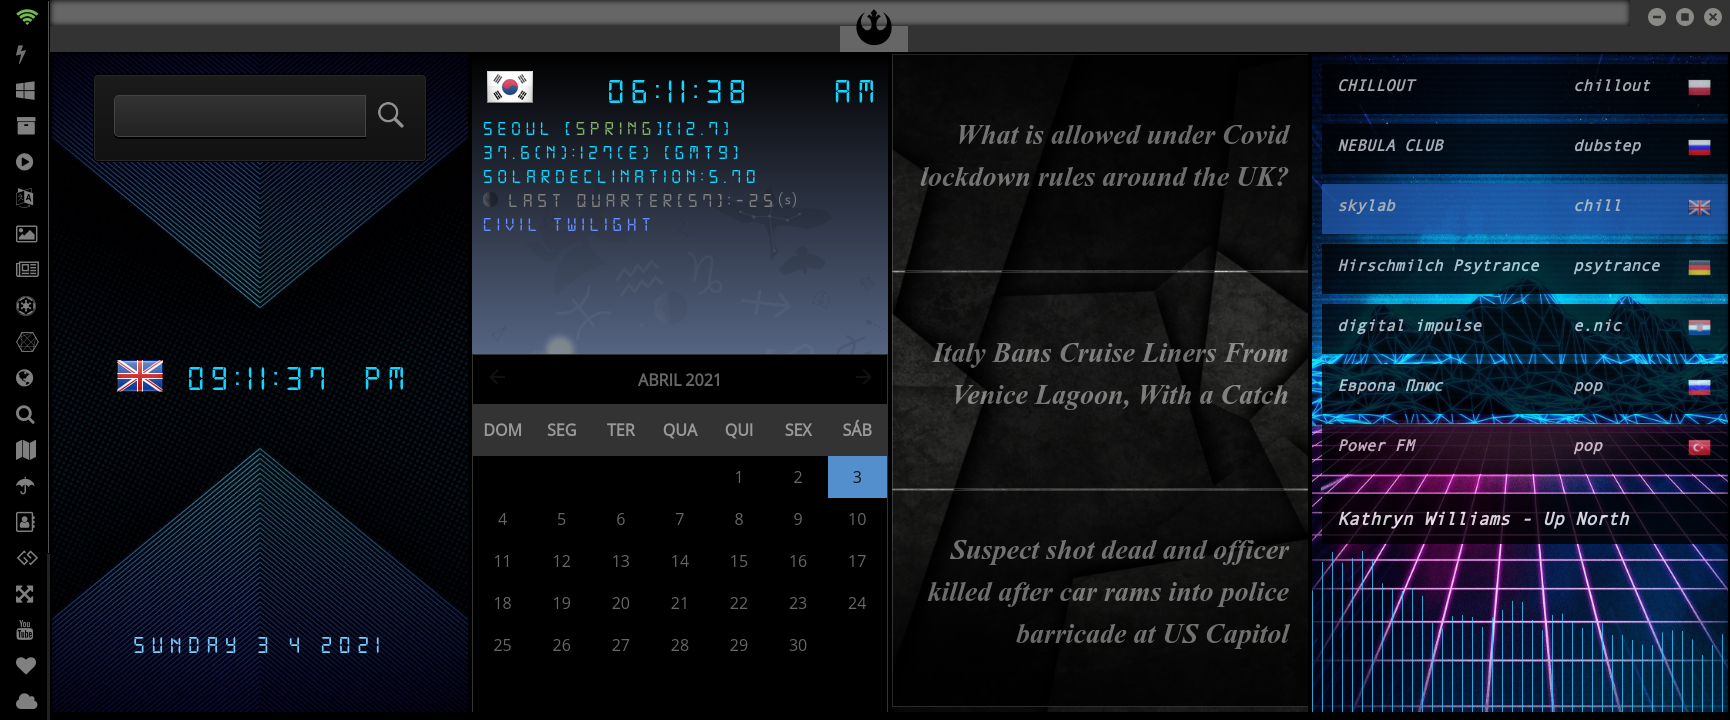 09:11:37 PM
SUNDAY 3 4 2021
06:11:38 AM
SEOUL [SPRING][12.7]
37.6(N):127(E) [GMT9]
SOLARDECLINATION:5.70
LAST QUARTER[57]:-25(s)
CIVIL TWILIGHT
ABRIL 2021
DOM SEG TER QUA QUI SEX SÁB
1 2 3
4 5 6 7 8 9 10
11 12 13 14 15 16 17
18 19 20 21 22 23 24
25 26 27 28 29 30
What is allowed under Covid
lockdown rules around the UK?
Italy Bans Cruise Liners From
Venice Lagoon, With a Catch
Suspect shot dead and officer
killed after car rams into police
barricade at US Capitol
CHILLOUT chillout
NEBULA CLUB dubstep
skylab chill
Hirschmilch Psytrance psytrance
digital impulse e.nic
Европа Плюс pop
Power FM pop
Kathryn Williams - Up North
You
Tube